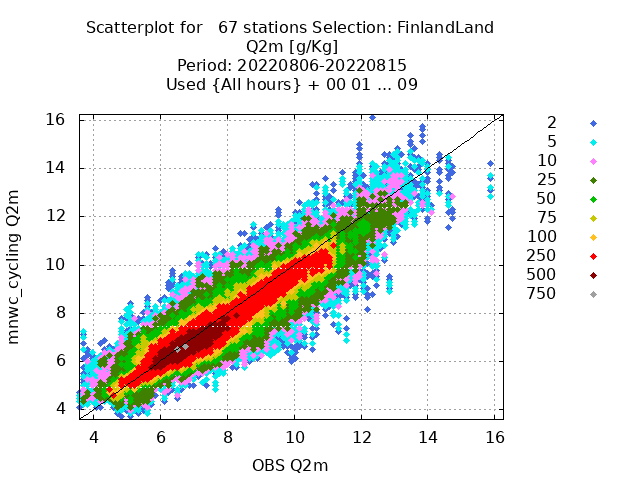 Scatterplot for   67 stations Selection: FinlandLand
Q2m [g/Kg]
Period: 20220806-20220815
Used {All hours} + 00 01 ... 09
mnwc_cycling Q2m
16
14
12
10
8
6
4
4 6 8 10 12 14 16
OBS Q2m
2
5
10
25
50
75
100
250
500
750